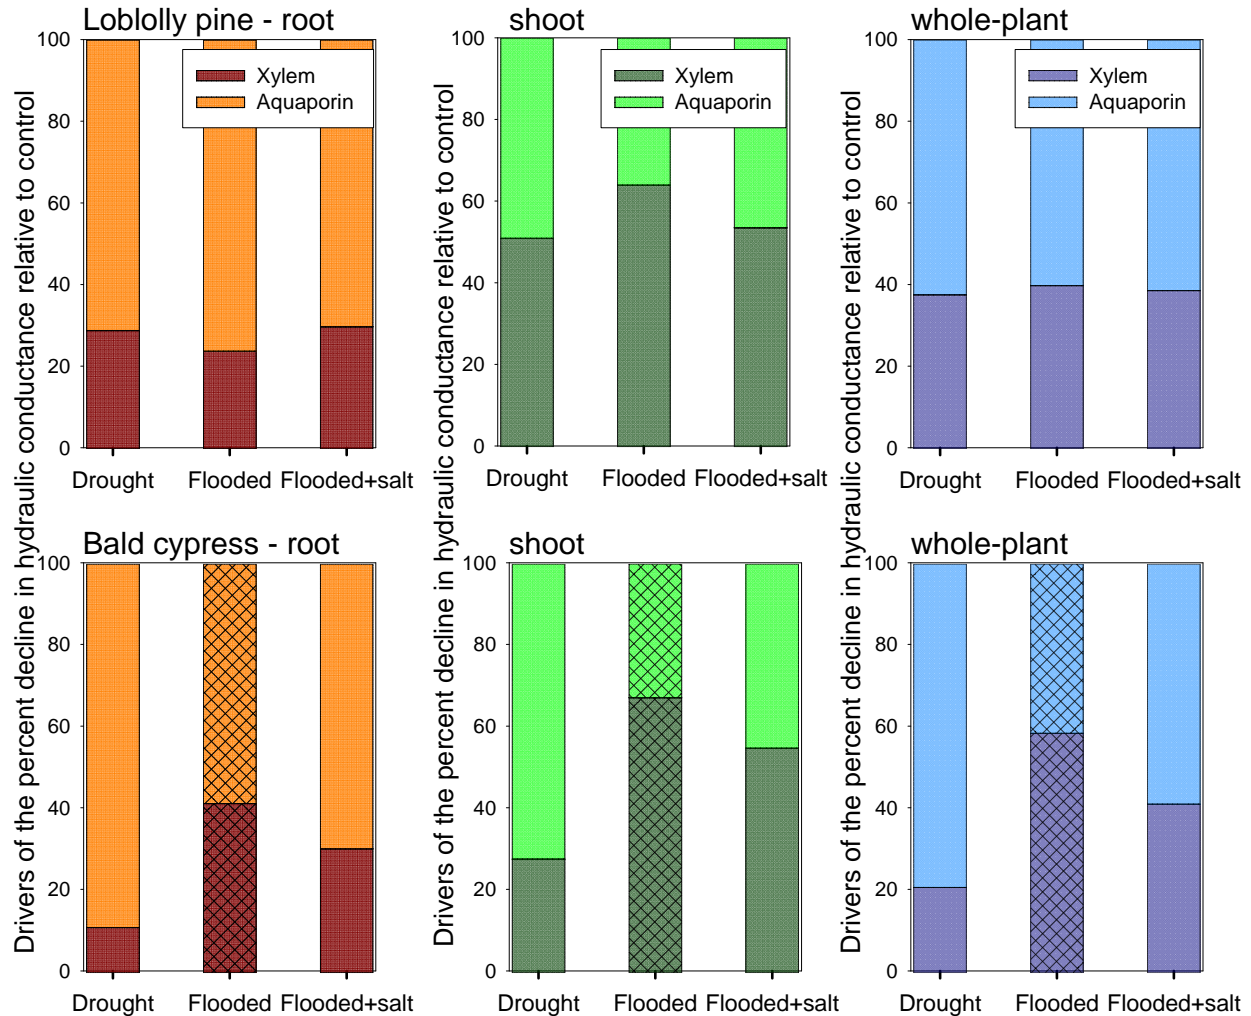 Loblolly pine - root
shoot
whole-plant
Drivers of the percent decline in hydraulic conductance relative to control
Drivers of the percent decline in hydraulic conductance relative to control
Drivers of the percent decline in hydraulic conductance relative to control
100
80
60
40
20
0
Xylem
Aquaporin
Drought
Flooded
Flooded+salt
100
80
60
40
20
0
Xylem
Aquaporin
Drought
Flooded
Flooded+salt
100
80
60
40
20
0
Xylem
Aquaporin
Drought
Flooded
Flooded+salt
Bald cypress - root
100
80
60
40
20
0
Drought
Flooded
Flooded+salt
shoot
100
80
60
40
20
0
Drought
Flooded
Flooded+salt
whole-plant
100
80
60
40
20
0
Drought
Flooded
Flooded+salt